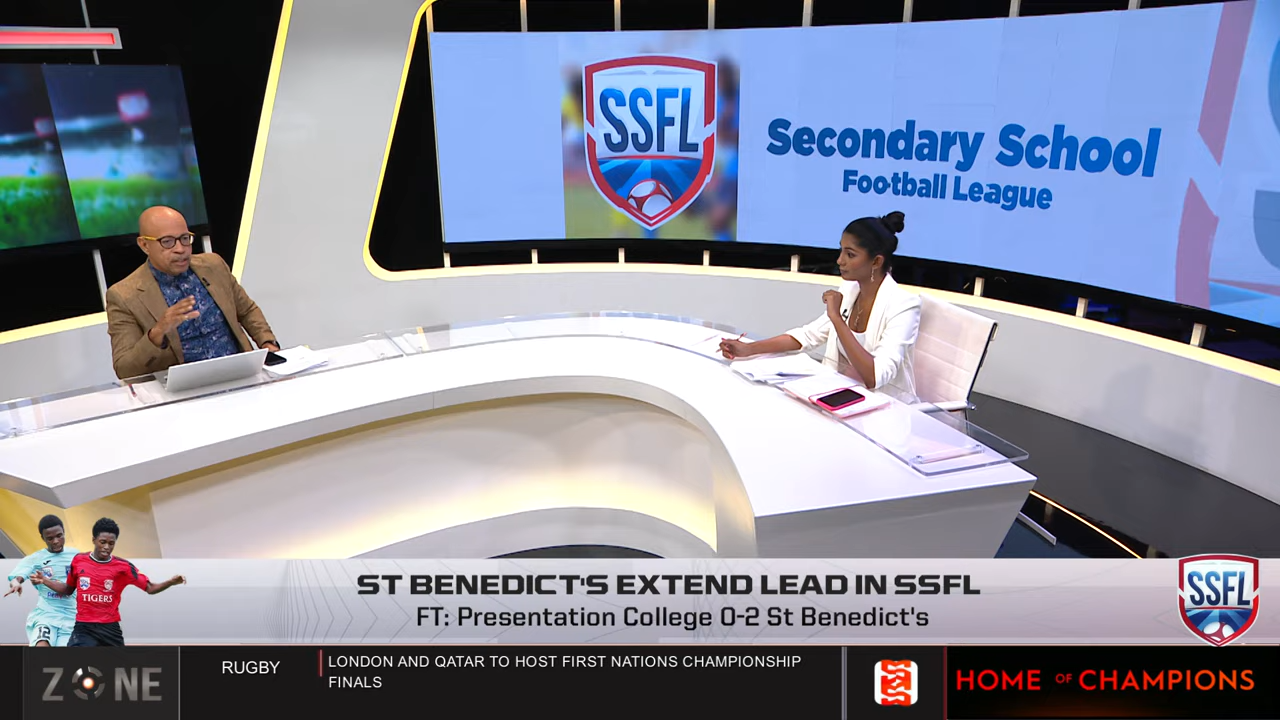 SSFL
Secondary School
Football League
TIGERS
12
ST BENEDICT'S EXTEND LEAD IN SSFL
FT: Presentation College 0-2 St Benedict's
SSFL
ZONE
RUGBY
LONDON AND QATAR TO HOST FIRST NATIONS CHAMPIONSHIP
FINALS
HOME OF CHAMPIONS